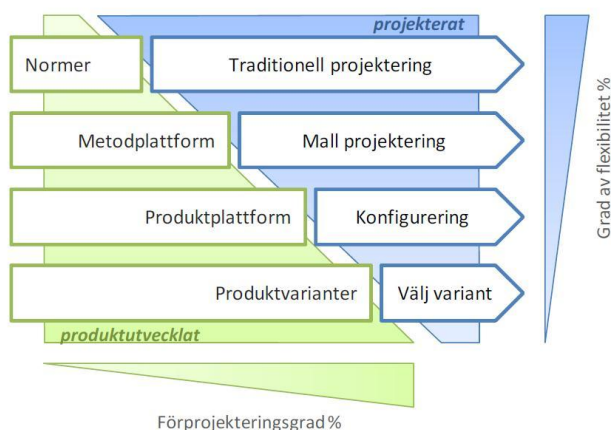 projekterat
Normer
Traditionell projektering
Metodplattform
Mall projektering
Produktplattform
Konfigurering
Produktvarianter
Välj variant
produktutvecklat
Förprojekteringsgrad %
Grad av flexibilitet %